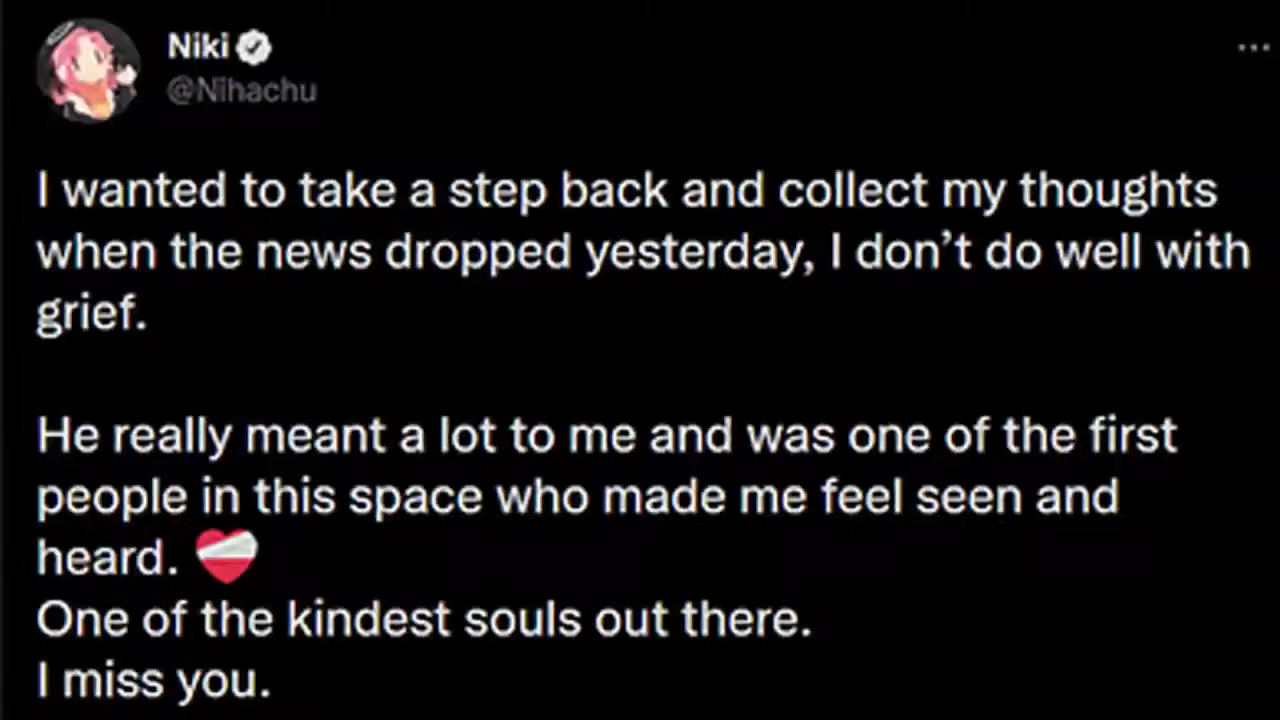 Niki
@Nihachu
I wanted to take a step back and collect my thoughts
when the news dropped yesterday, I don’t do well with
grief.
He really meant a lot to me and was one of the first
people in this space who made me feel seen and
heard. ❤️‍🩹
One of the kindest souls out there.
I miss you.